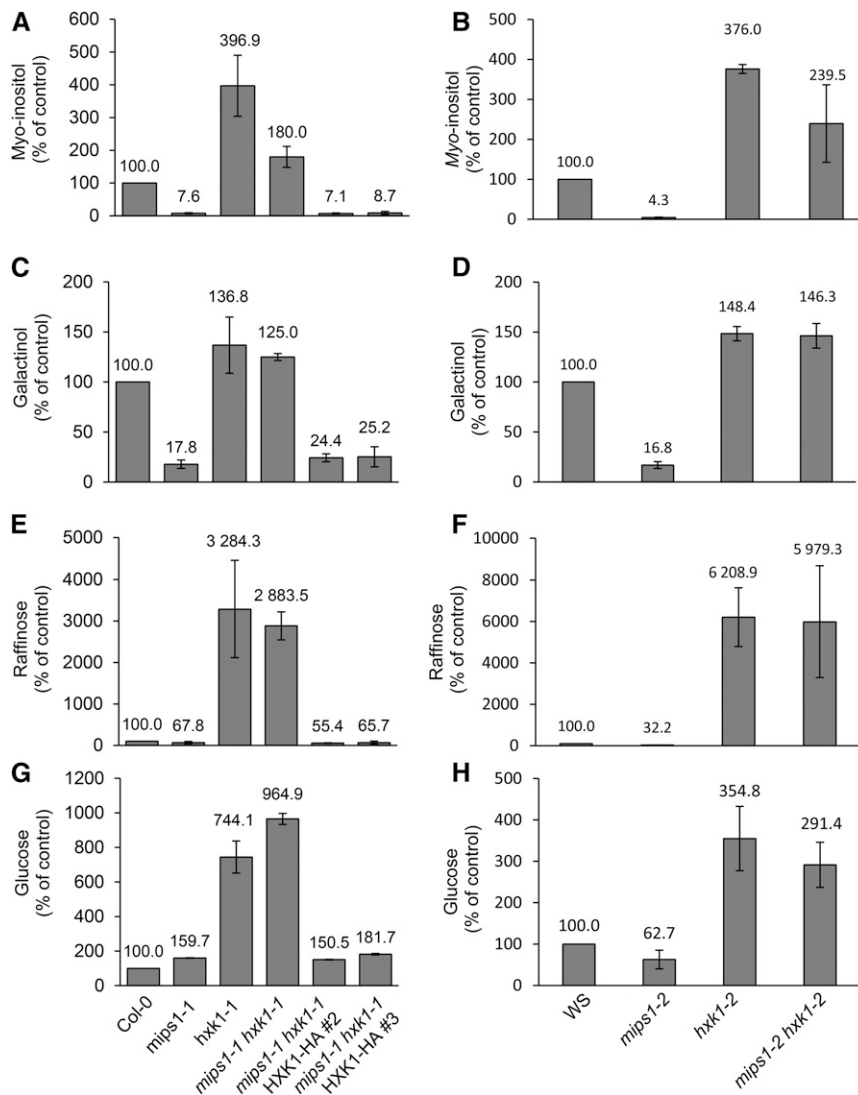 A
Myo-inositol
(% of control)
600
500
400
300
200
100
0
100.0
7.6
396.9
180.0
7.1
8.7
B
Myo-inositol
(% of control)
400
300
200
100
0
100.0
4.3
376.0
239.5
C
Galactinol
(% of control)
200
150
100
50
0
100.0
17.8
136.8
125.0
24.4
25.2
D
Galactinol
(% of control)
200
150
100
50
0
100.0
16.8
148.4
146.3
E
Raffinose
(% of control)
5000
4000
3000
2000
1000
0
100.0
67.8
3 284.3
2 883.5
55.4
65.7
F
Raffinose
(% of control)
10000
8000
6000
4000
2000
0
100.0
32.2
6 208.9
5 979.3
G
Glucose
(% of control)
1200
1000
800
600
400
200
0
100.0
159.7
744.1
964.9
150.5
181.7
Col-0
mips1-1
hxk1-1
mips1-1 hxk1-1
mips1-1 hxk1-1
HXK1-HA #2
mips1-1 hxk1-1
HXK1-HA #3
H
Glucose
(% of control)
500
400
300
200
100
0
100.0
62.7
354.8
291.4
WS
mips1-2
hxk1-2
mips1-2 hxk1-2